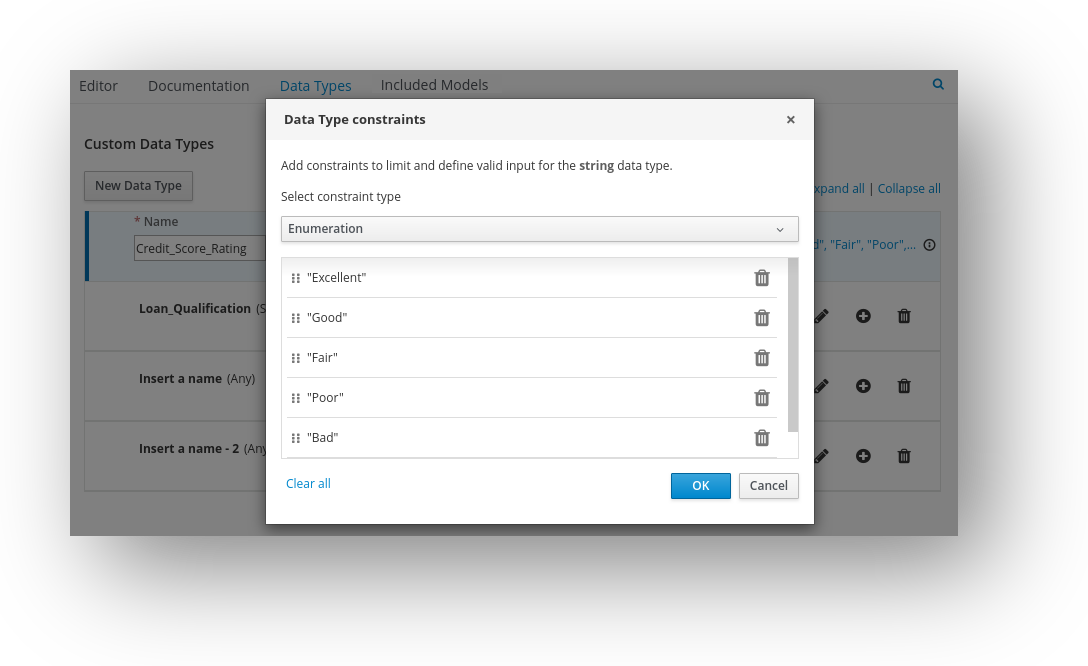 Editor Documentation Data Types Included Models
Data Type constraints
Custom Data Types
Add constraints to limit and define valid input for the string data type.
New Data Type
Select constraint type
xpand all | Collapse all
* Name
Enumeration
Credit_Score_Rating
d", "Fair", "Poor",...
"Excellent"
Loan_Qualification (S
"Good"
"Fair"
Insert a name (Any)
"Poor"
"Bad"
Insert a name - 2 (Any
Clear all
OK Cancel